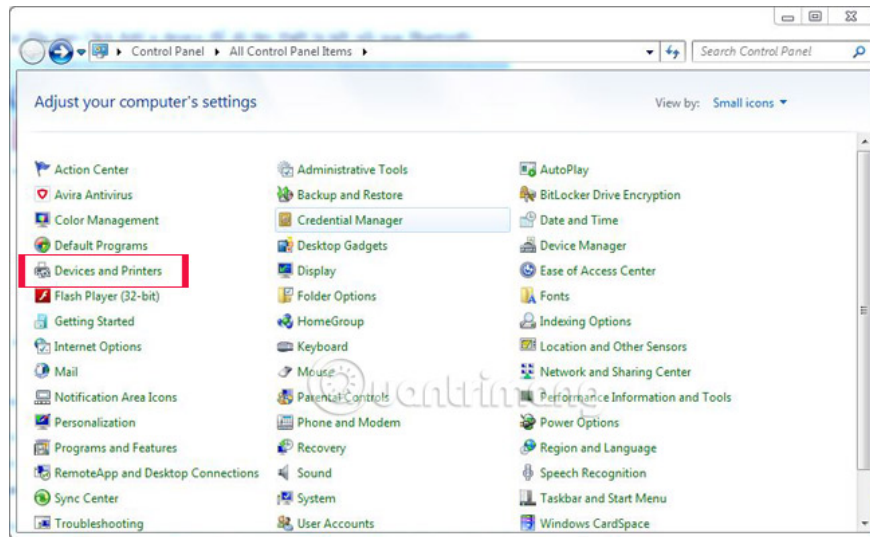 Control Panel All Control Panel Items Search Control Panel
Adjust your computer's settings View by: Small icons
Action Center Administrative Tools AutoPlay
Avira Antivirus Backup and Restore BitLocker Drive Encryption
Color Management Credential Manager Date and Time
Default Programs Desktop Gadgets Device Manager
Devices and Printers Display Ease of Access Center
Flash Player (32-bit) Folder Options Fonts
Getting Started HomeGroup Indexing Options
Internet Options Keyboard Location and Other Sensors
Mail Mouse Network and Sharing Center
Notification Area Icons Parental Controls Performance Information and Tools
Quantrimang
Personalization Phone and Modem Power Options
Programs and Features Recovery Region and Language
RemoteApp and Desktop Connections Sound Speech Recognition
Sync Center System Taskbar and Start Menu
Troubleshooting User Accounts Windows CardSpace